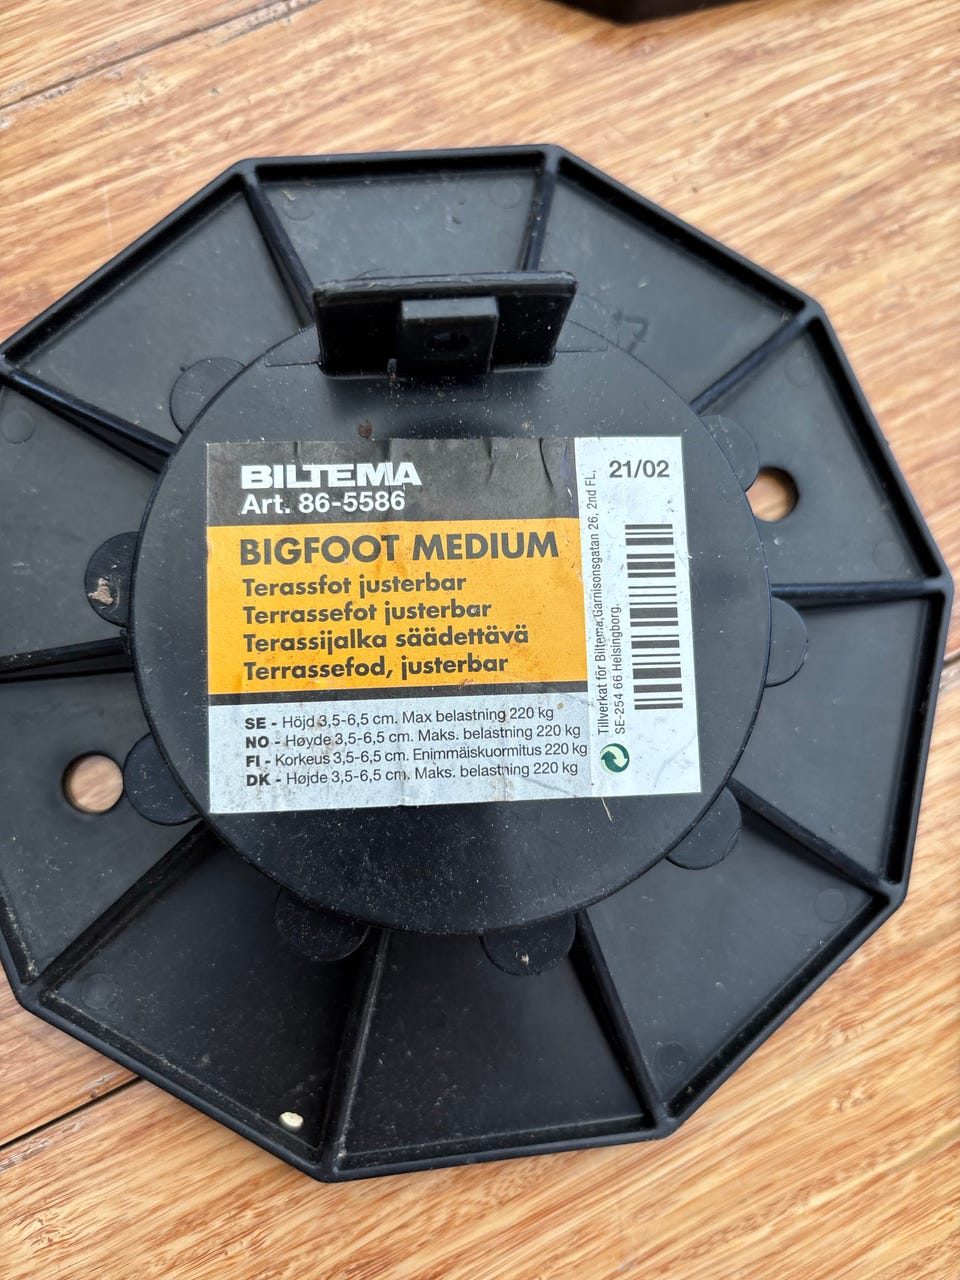 BILTEMA
Art. 86-5586
BIGFOOT MEDIUM
Terassfot justerbar
Terrassefot justerbar
Terassijalka säädettävä
Terrassefod, justerbar
SE - Höjd 3,5-6,5 cm. Max belastning 220 kg
NO - Høyde 3,5-6,5 cm. Maks. belastning 220 kg
FI - Korkeus 3,5-6,5 cm. Enimmäiskuormitus 220 kg
DK - Højde 3,5-6,5 cm. Maks. belastning 220 kg
21/02
Tillverkat för Biltema, Garnisonsgatan 26, 2nd FL,
SE-254 66 Helsingborg.